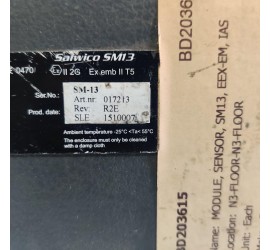 Salwico SM13
0470 Ex II 2G Ex emb II T5
Ser.No.: SM-13
Art.nr: 017213
Rev: R2E
Prod. date:
SLE 1510007
Ambient temperature -25°C <Ta< 55°C
The enclosure must only be cleaned
with a damp cloth
BD203615
Name: MODULE, SENSOR, SM13, EEX-EM, IAS
Location: N3-FLOOR-N3-FLOOR
Unit: Each
BD203615